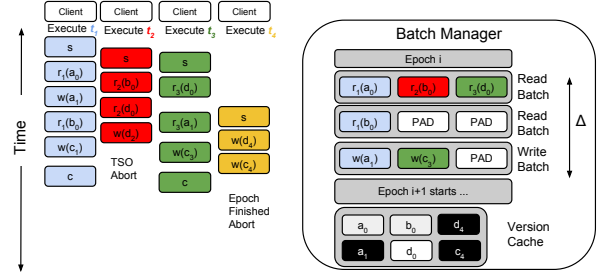 Client Client Client Client
Execute t1 Execute t2 Execute t3 Execute t4
s
r1(a0)
w(a1)
r1(b0)
w(c1)
c
s
r2(b0)
r2(d0)
w(d2)
TSO
Abort
s
r3(d0)
r3(a1)
w(c3)
c
s
w(d4)
w(c4)
Epoch
Finished
Abort
Time
Batch Manager
Epoch i
r1(a0) r2(b0) r3(d0) Read
Batch
r1(b0) PAD PAD Read
Batch
w(a1) w(c3) PAD Write
Batch
Δ
Epoch i+1 starts ...
a0 b0 d4
a1 d0 c4
Version
Cache